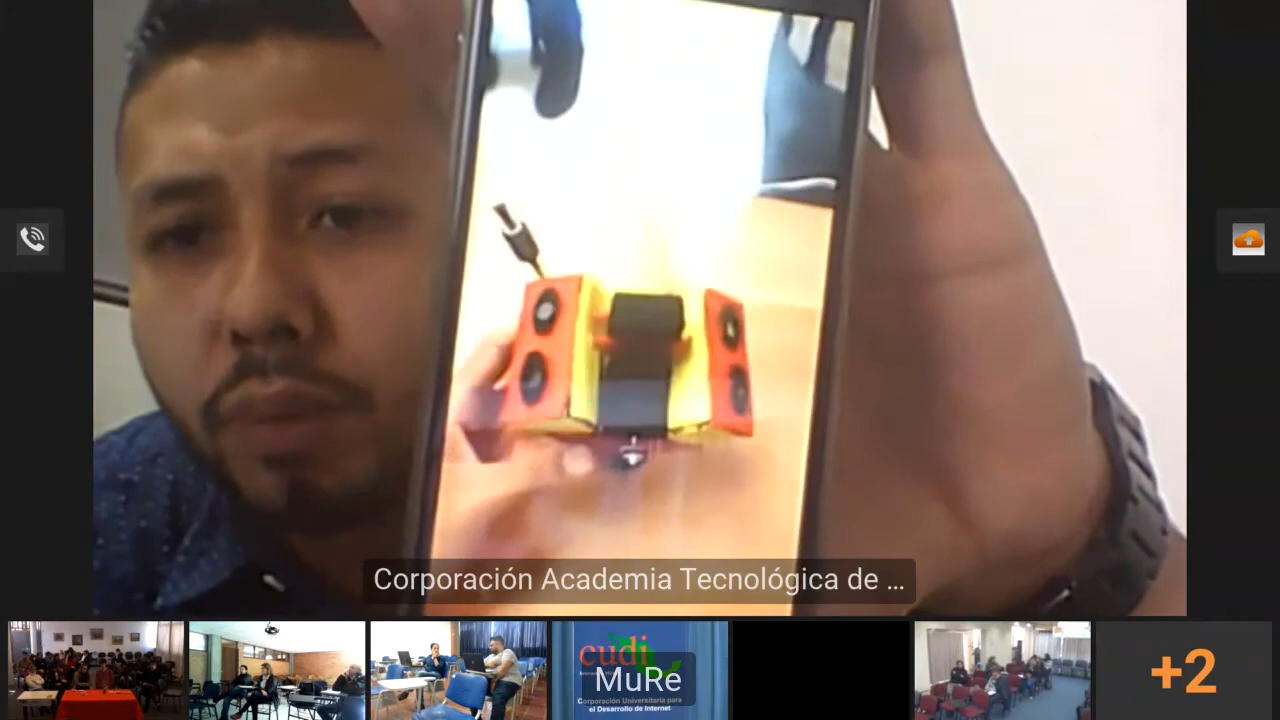 Corporación Academia Tecnológica de ...
cudi
MuRe
Corporación Universitaria para
el Desarrollo de Internet
+2